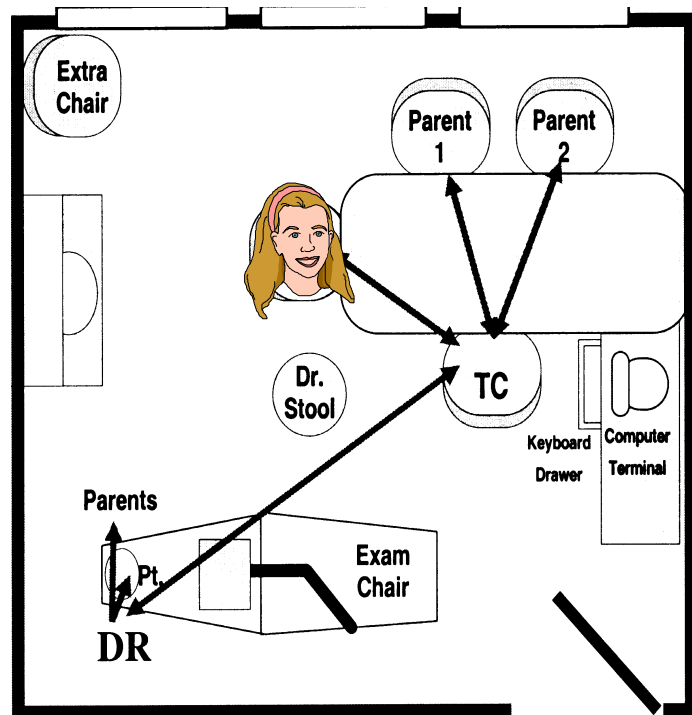 Extra
Chair
Parent
1
Parent
2
Dr.
Stool
TC
Keyboard
Drawer
Computer
Terminal
Parents
Pt.
Exam
Chair
DR